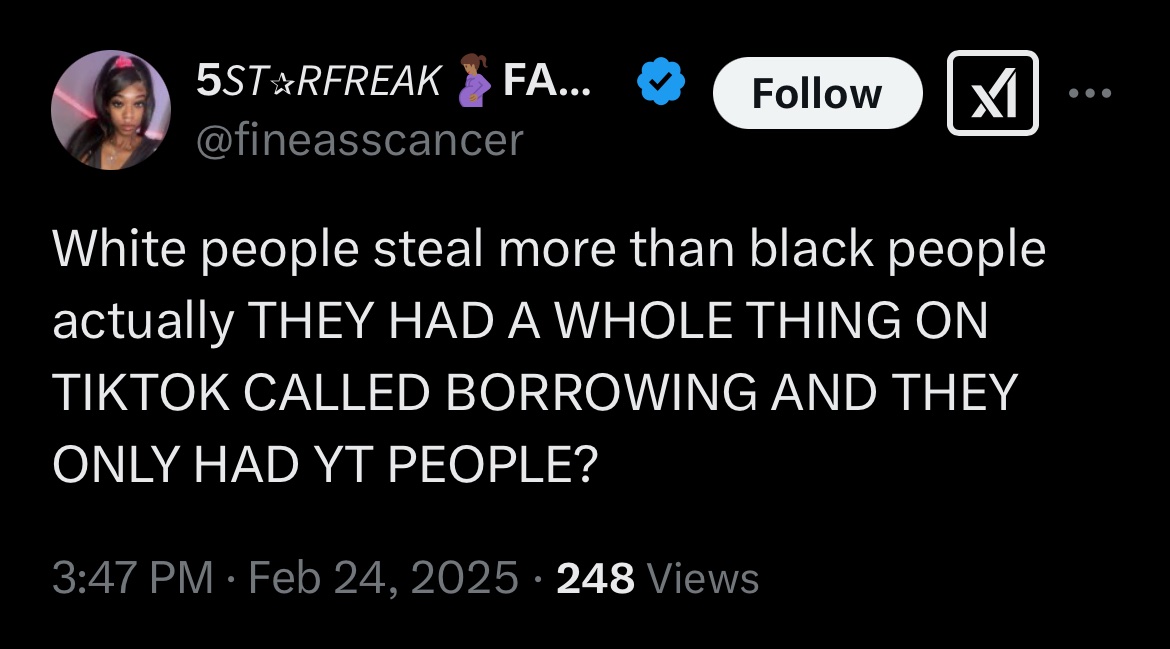 5ST☆RFREAK 🤰🏾FA...
Follow
@fineasscancer
White people steal more than black people
actually THEY HAD A WHOLE THING ON
TIKTOK CALLED BORROWING AND THEY
ONLY HAD YT PEOPLE?
3:47 PM · Feb 24, 2025 · 248 Views